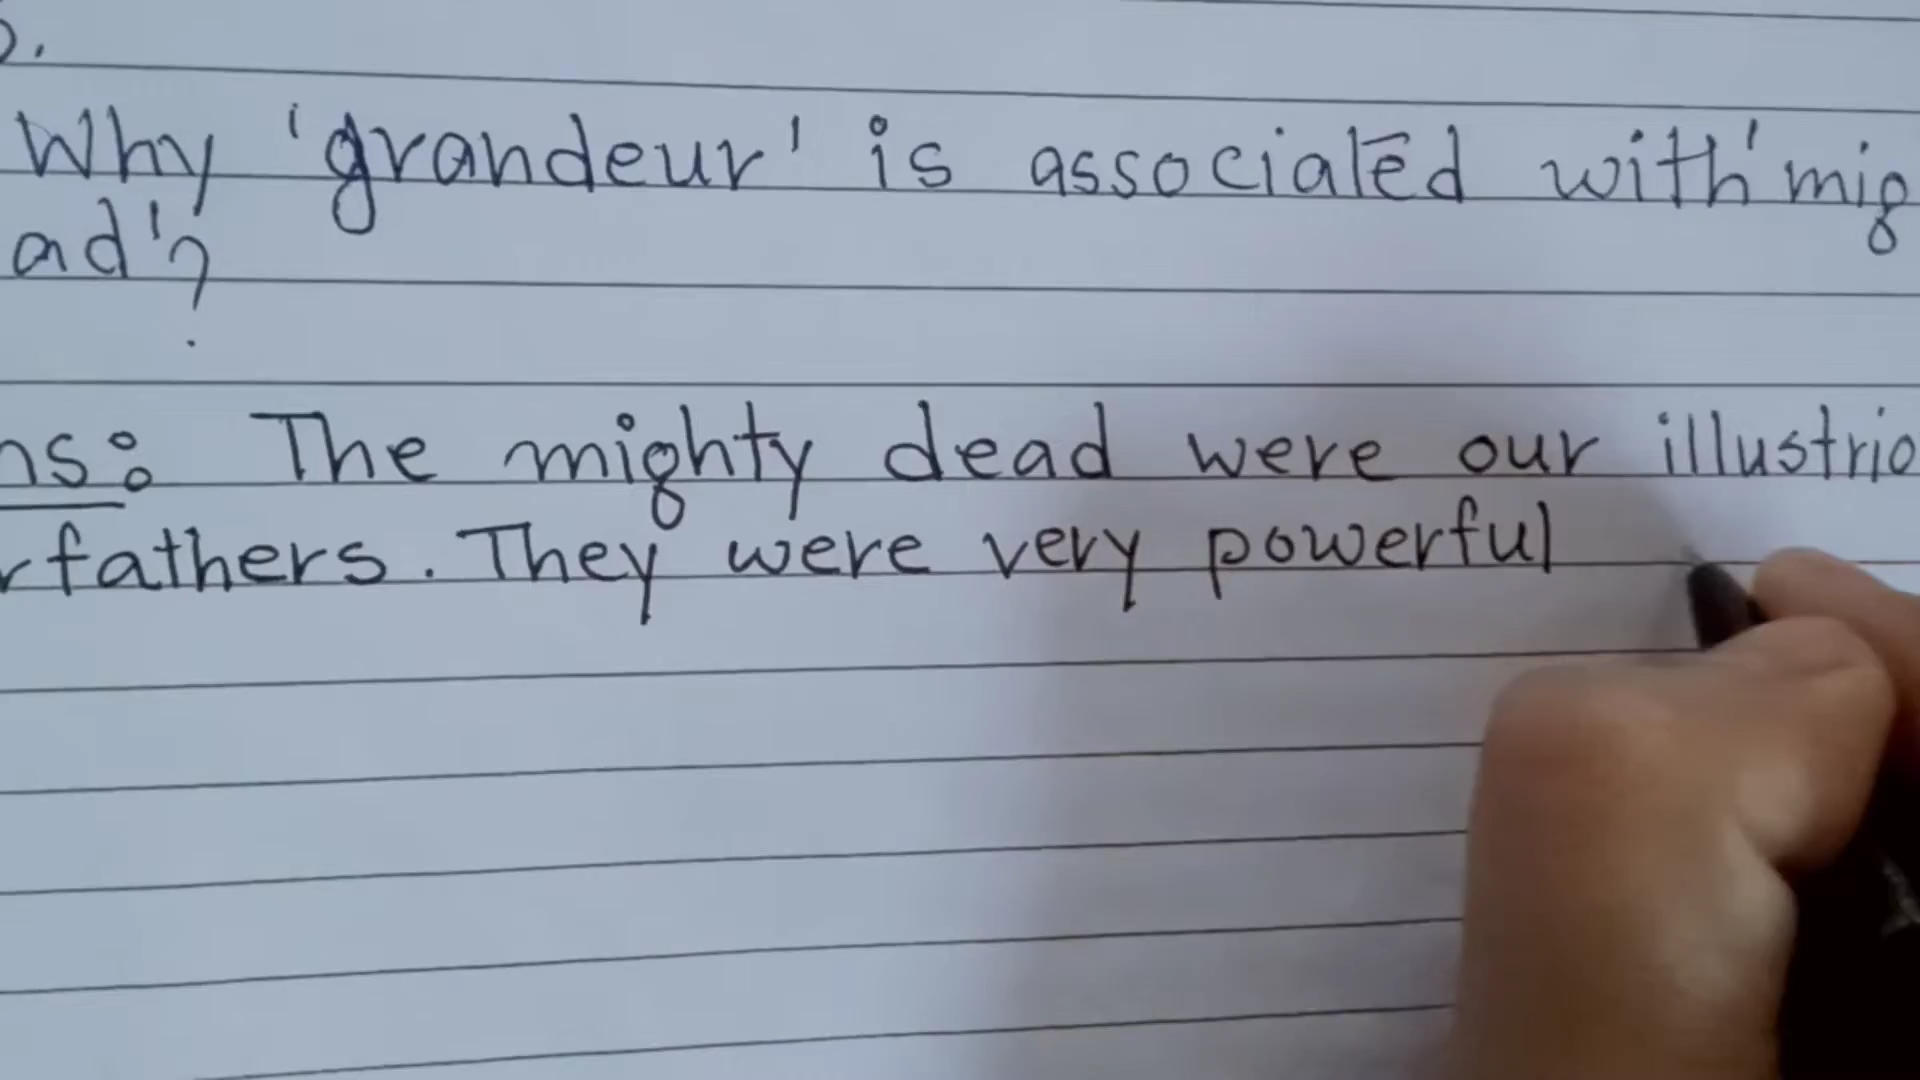 Why 'grandeur' is associated with 'mig
ad'?
ns: The mighty dead were our illustrio
rfathers. They were very powerful